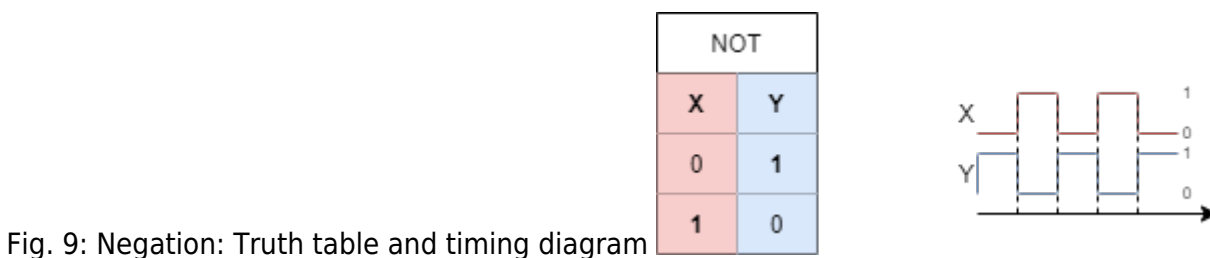 NOT
X Y
0 1
1 0
X 1
0
Y 1
0
Fig. 9: Negation: Truth table and timing diagram